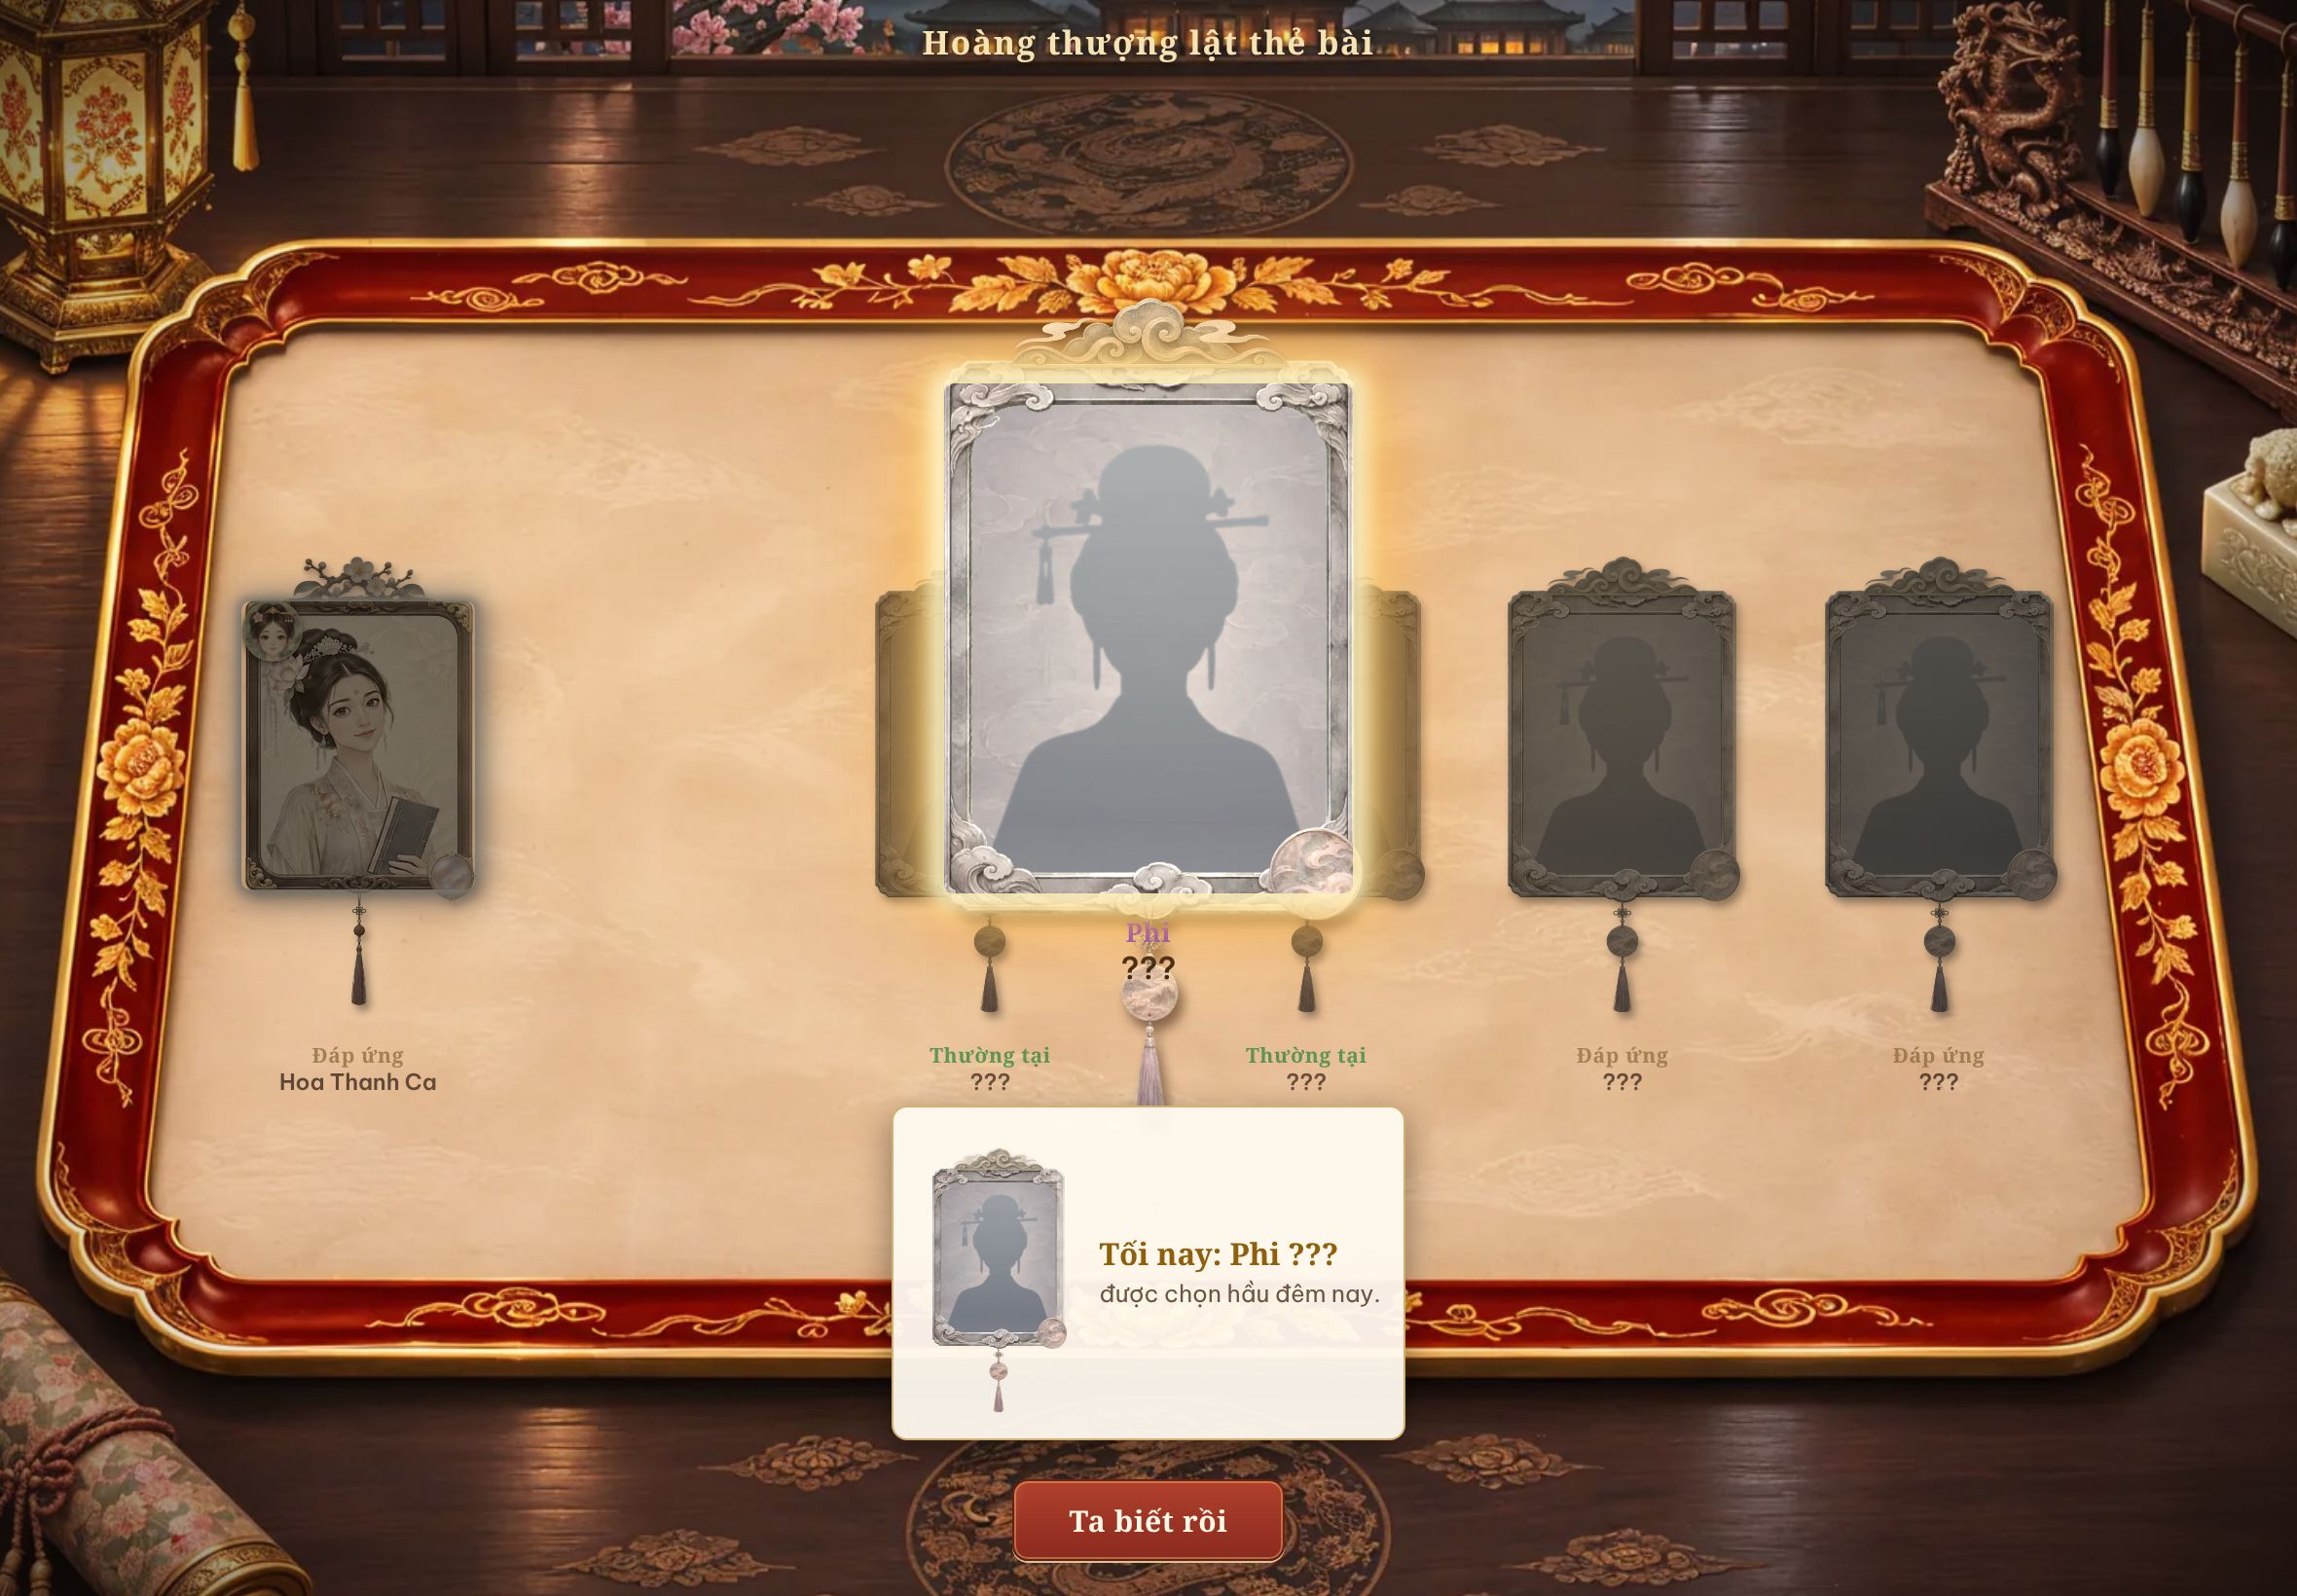 Hoàng thượng lật thẻ bài
Phi
???
Đáp ứng
Hoa Thanh Ca
Thường tại
???
Thường tại
???
Đáp ứng
???
Đáp ứng
???
Tối nay: Phi ???
được chọn hầu đêm nay.
Ta biết rồi